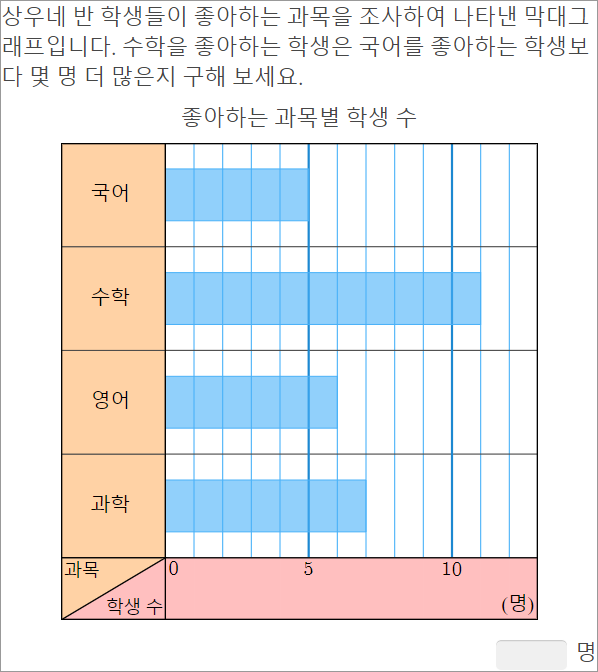 상우네 반 학생들이 좋아하는 과목을 조사하여 나타낸 막대그
래프입니다. 수학을 좋아하는 학생은 국어를 좋아하는 학생보
다 몇 명 더 많은지 구해 보세요.
좋아하는 과목별 학생 수
국어
수학
영어
과학
과목
학생 수
0 5 10
(명)
명